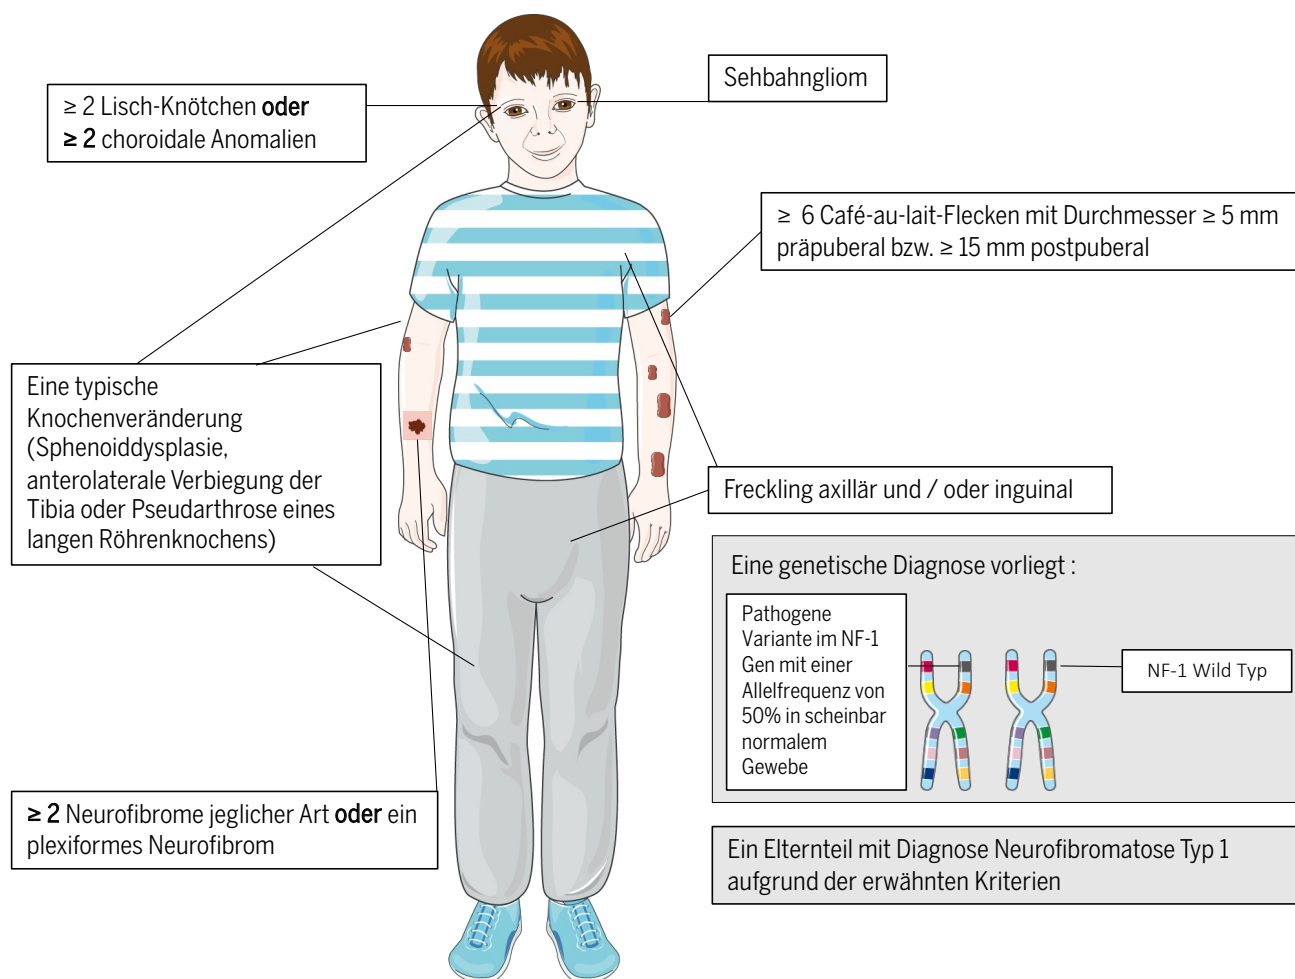 ≥ 2 Lisch-Knötchen oder
≥ 2 choroidale Anomalien
Sehbahngliom
≥ 6 Café-au-lait-Flecken mit Durchmesser ≥ 5 mm
präpuberal bzw. ≥ 15 mm postpuberal
Eine typische
Knochenveränderung
(Sphenoiddysplasie,
anterolaterale Verbiegung der
Tibia oder Pseudarthrose eines
langen Röhrenknochens)
Freckling axillär und / oder inguinal
Eine genetische Diagnose vorliegt :
Pathogene
Variante im NF-1
Gen mit einer
Allelfrequenz von
50% in scheinbar
normalem
Gewebe
NF-1 Wild Typ
≥ 2 Neurofibrome jeglicher Art oder ein
plexiformes Neurofibrom
Ein Elternteil mit Diagnose Neurofibromatose Typ 1
aufgrund der erwähnten Kriterien